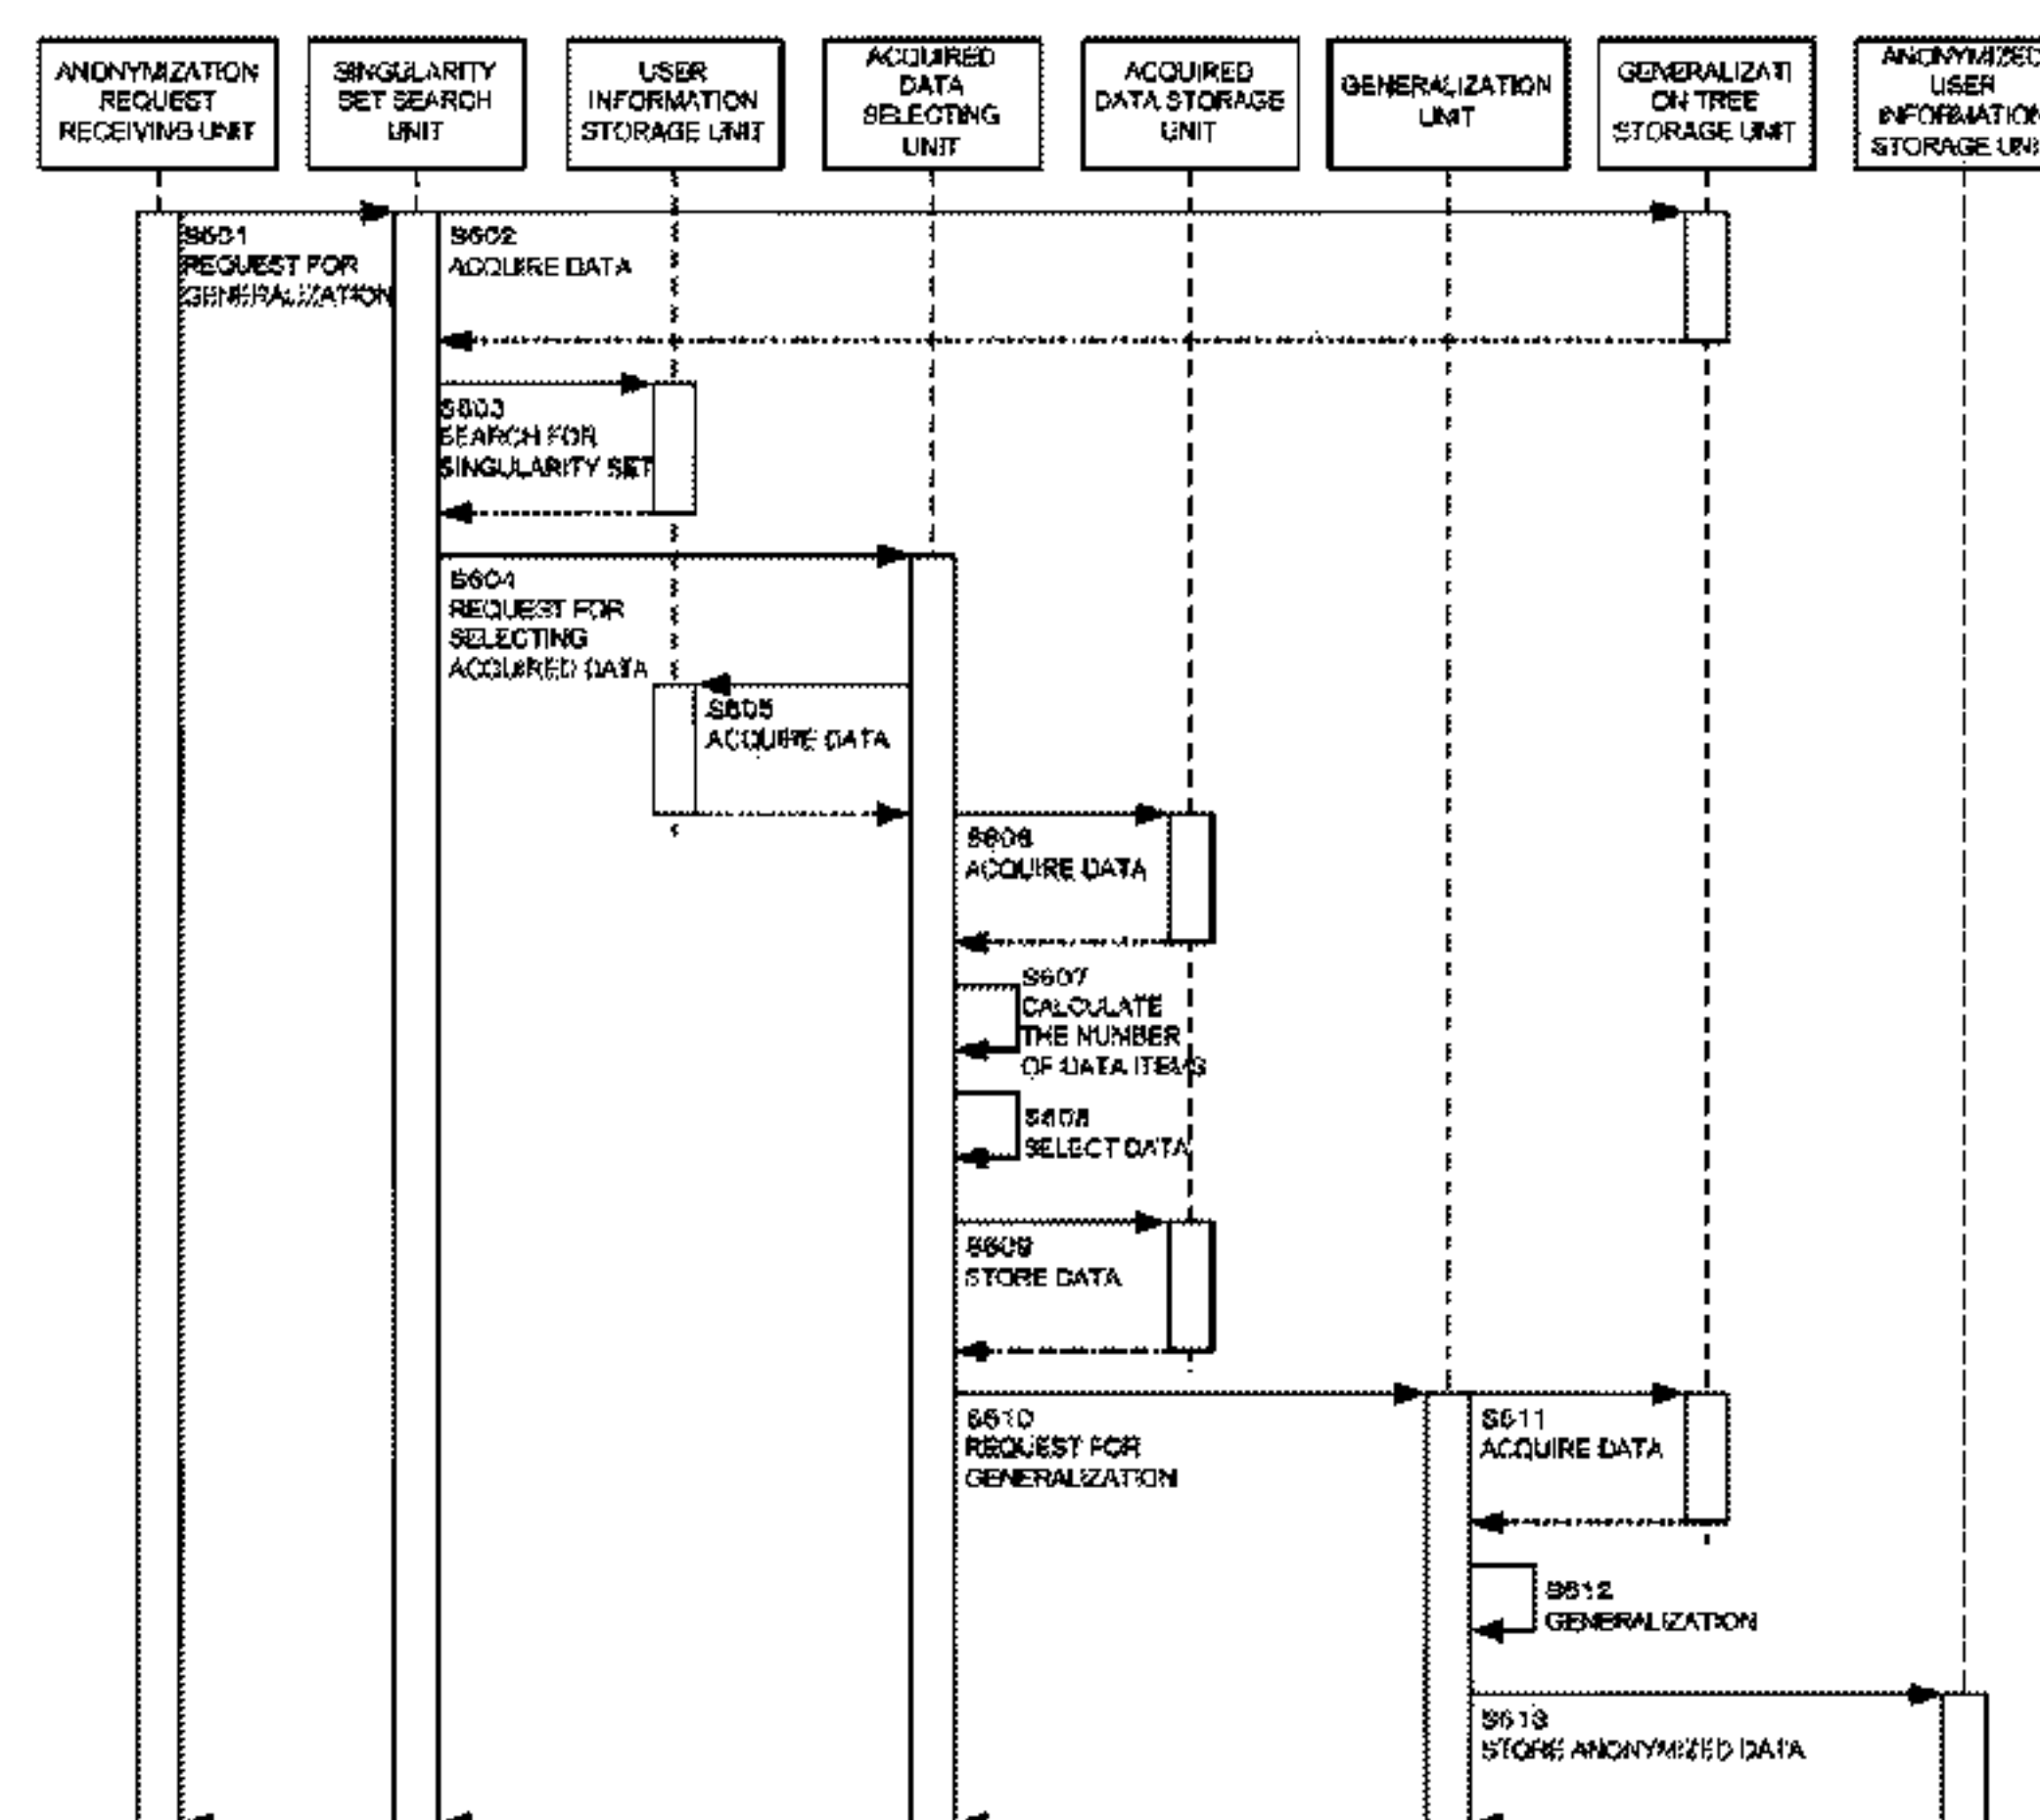 ANONYMIZATION
REQUEST
RECEIVING UNIT
SINGULARITY
SET SEARCH
UNIT
USER
INFORMATION
STORAGE UNIT
ACQUIRED
DATA
SELECTING
UNIT
ACQUIRED
DATA STORAGE
UNIT
GENERALIZATION
UNIT
GENERALIZATI
ON TREE
STORAGE UNIT
ANONYMIZED
USER
INFORMATION
STORAGE UNI
S601
REQUEST FOR
GENERALIZATION
S602
ACQUIRE DATA
S603
SEARCH FOR
SINGULARITY SET
S604
REQUEST FOR
SELECTING
ACQUIRED DATA
S605
ACQUIRE DATA
S606
ACQUIRE DATA
S607
CALCULATE
THE NUMBER
OF DATA ITEMS
S608
SELECT DATA
S609
STORE DATA
S610
REQUEST FOR
GENERALIZATION
S611
ACQUIRE DATA
S612
GENERALIZATION
S613
STORE ANONYMIZED DATA